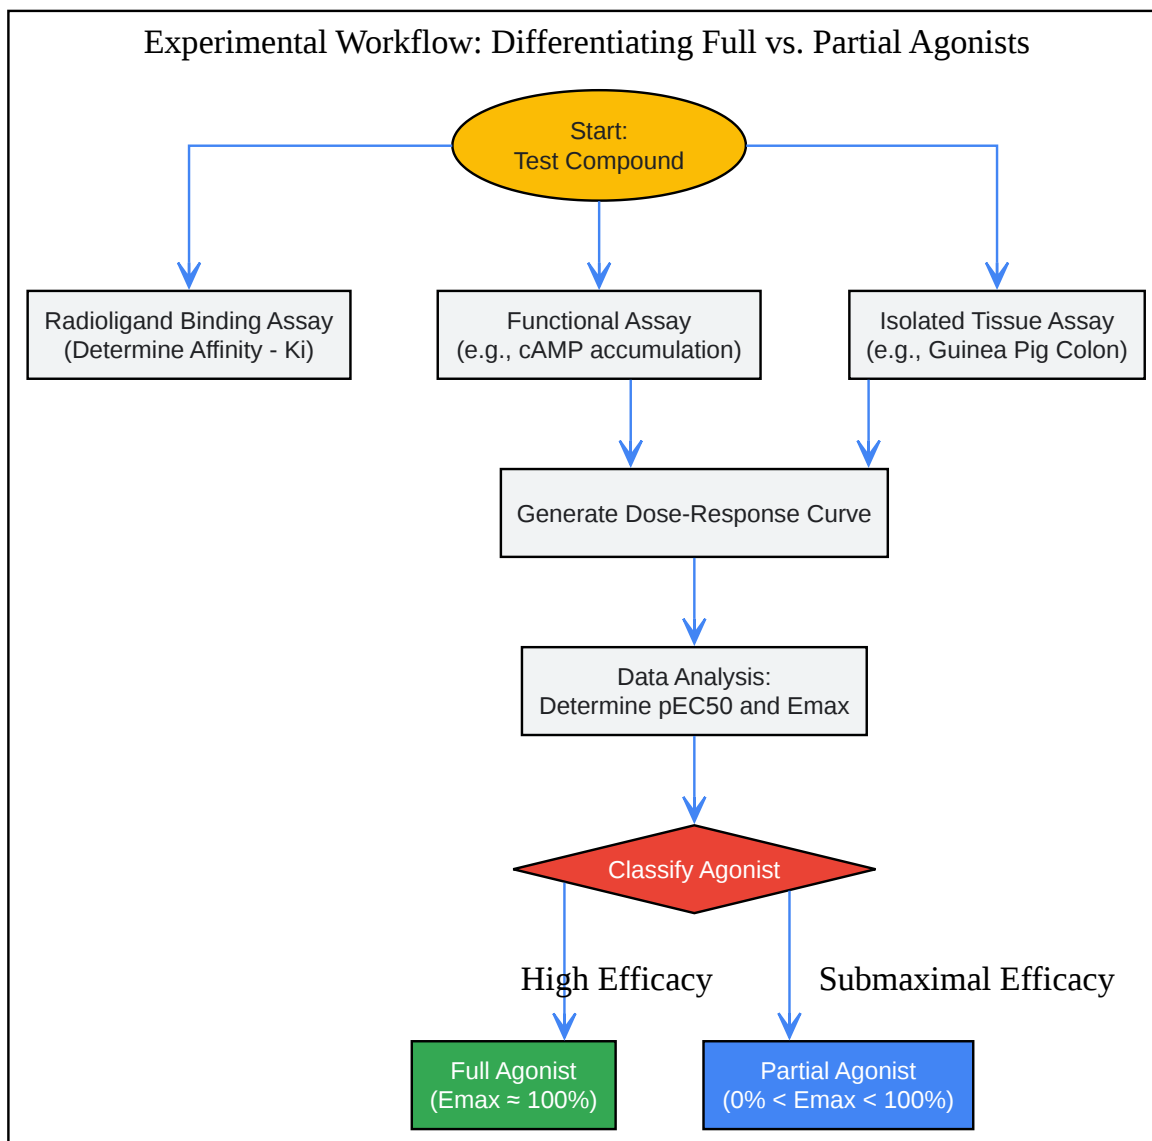 Experimental Workflow: Differentiating Full vs. Partial Agonists
Start:
Test Compound
Radioligand Binding Assay
(Determine Affinity - Ki)
Functional Assay
(e.g., cAMP accumulation)
Isolated Tissue Assay
(e.g., Guinea Pig Colon)
Generate Dose-Response Curve
Data Analysis:
Determine pEC50 and Emax
Classify Agonist
High Efficacy
Submaximal Efficacy
Full Agonist
(Emax ≈ 100%)
Partial Agonist
(0% < Emax < 100%)